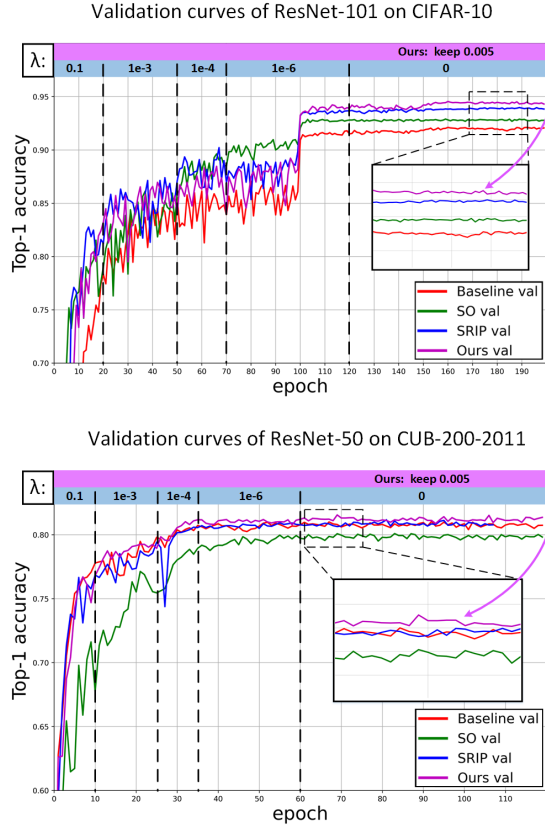 Validation curves of ResNet-101 on CIFAR-10
λ:
Ours: keep 0.005
0.1 1e-3 1e-4 1e-6 0
0.95
0.90
0.85
0.80
0.75
0.70
Top-1 accuracy
Baseline val
SO val
SRIP val
Ours val
0 10 20 30 40 50 60 70 80 90 100 110 120 130 140 150 160 170 180 190
epoch
Validation curves of ResNet-50 on CUB-200-2011
λ:
Ours: keep 0.005
0.1 1e-3 1e-4 1e-6 0
0.80
0.75
0.70
0.65
0.60
Top-1 accuracy
Baseline val
SO val
SRIP val
Ours val
0 10 20 30 40 50 60 70 80 90 100 110
epoch